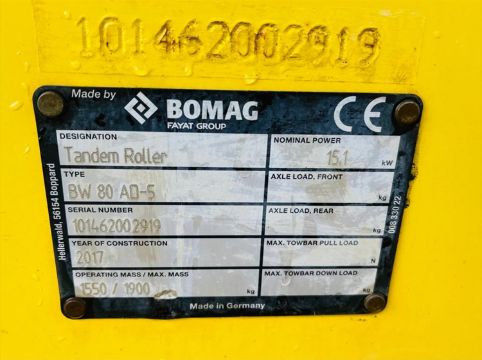 101462002919
Made by BOMAG CE
FAYAT GROUP
DESIGNATION NOMINAL POWER
Tandem Roller 15,1 kW
TYPE AXLE LOAD, FRONT
BW 80 AD-5 kg
SERIAL NUMBER AXLE LOAD, REAR
101462002919 kg
YEAR OF CONSTRUCTION MAX. TOWBAR PULL LOAD
2017 N
OPERATING MASS / MAX. MASS MAX. TOWBAR DOWN LOAD
1550 / 1900 kg kg
Made in Germany
Hellerwald, 56154 Boppard
008 330 22